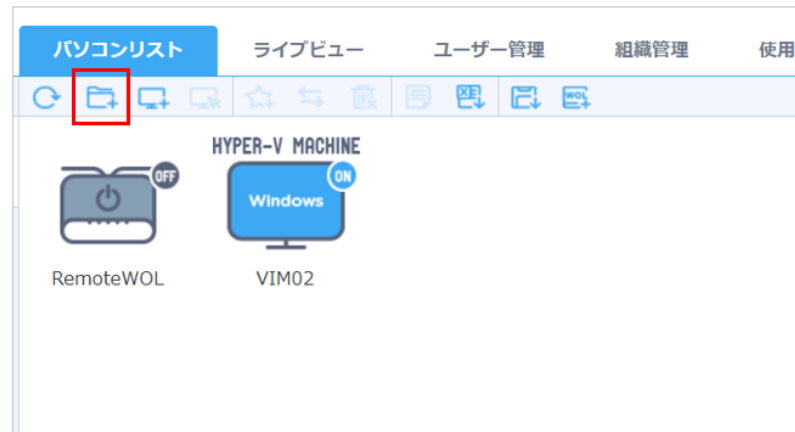 パソコンリスト ライブビュー ユーザー管理 組織管理 使用
WOL
HYPER-V MACHINE
OFF ON
Windows
RemoteWOL VIM02